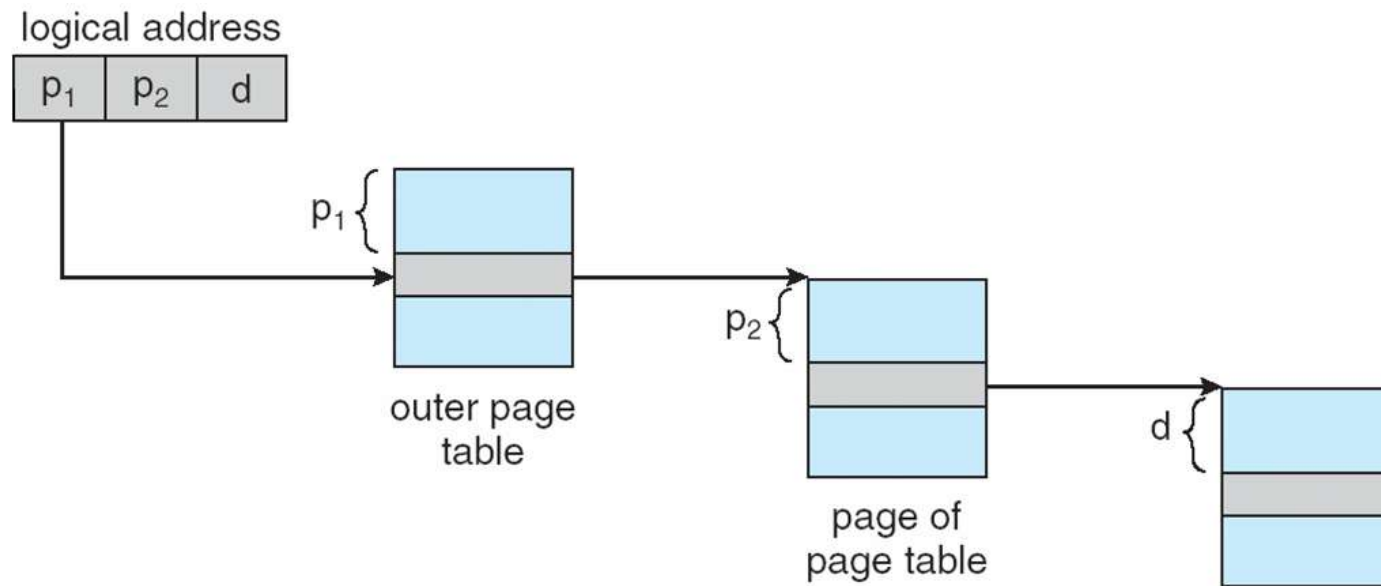 logical address
p₁ p₂ d
p₁
outer page
table
p₂
page of
page table
d